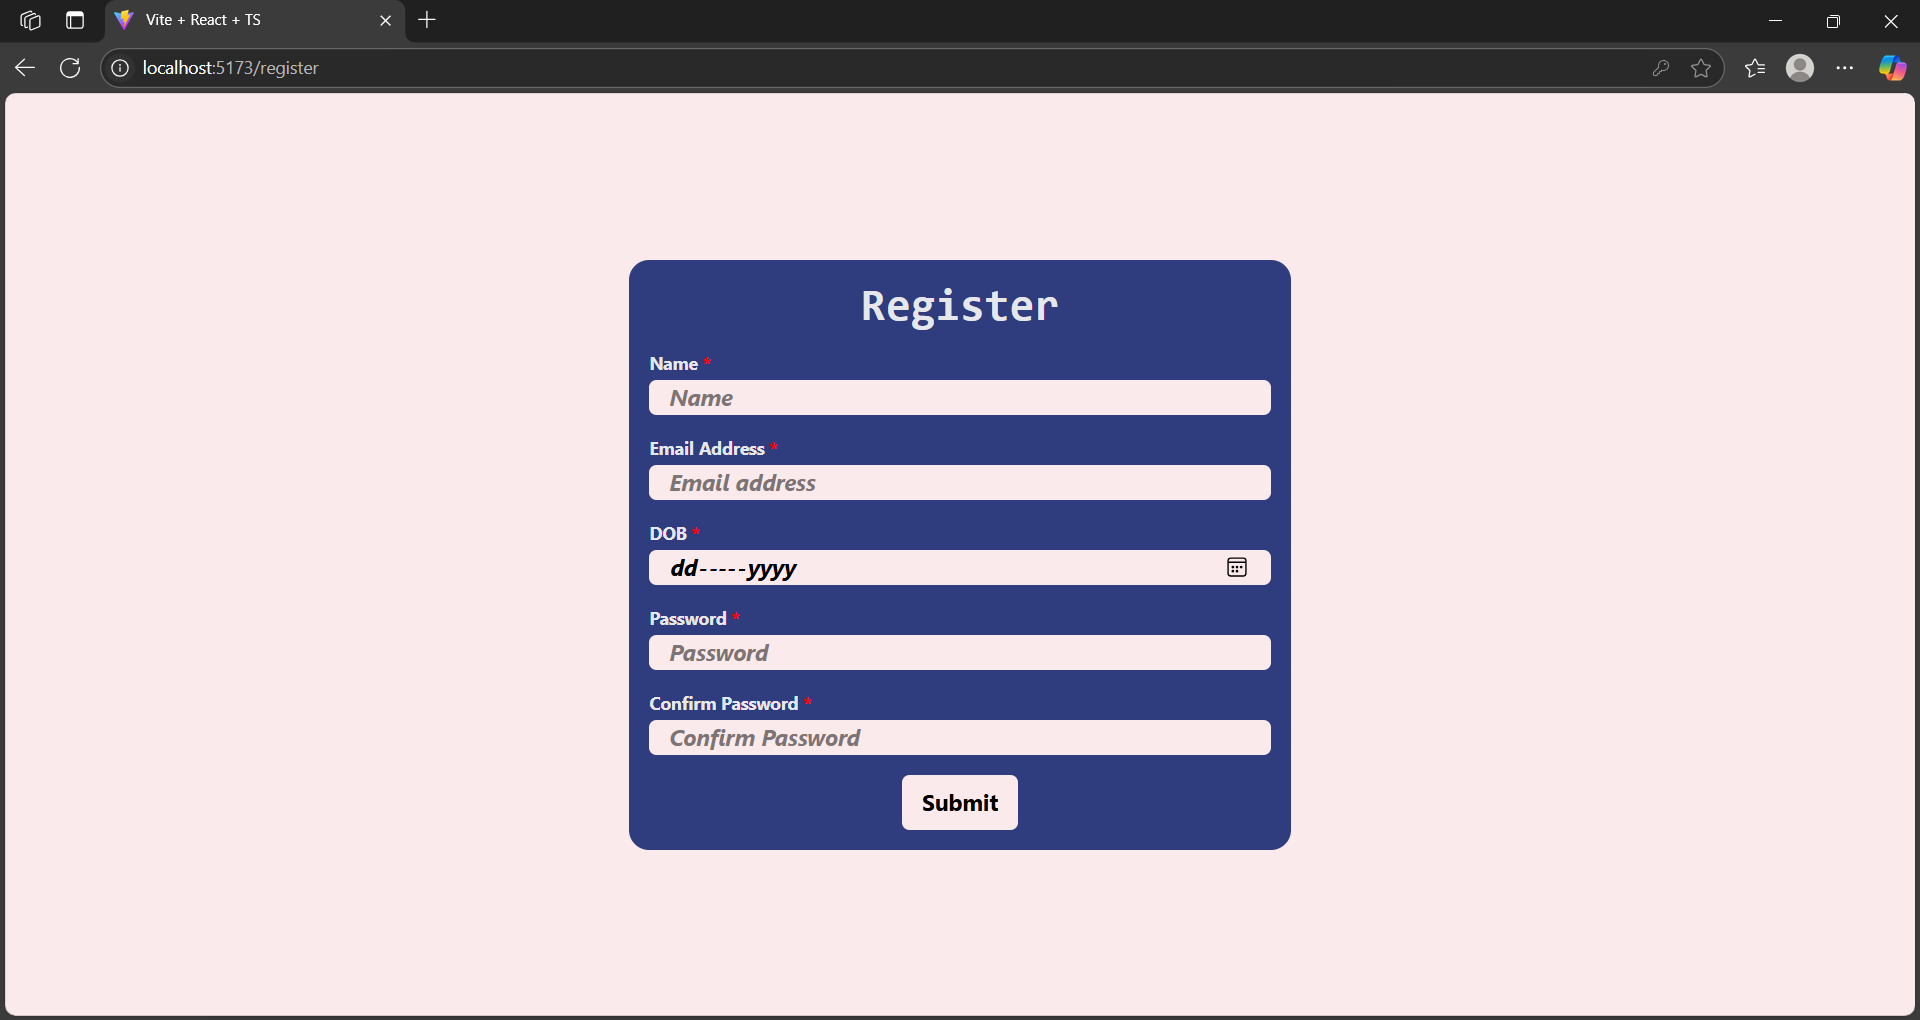 Vite + React + TS
localhost:5173/register
Register
Name *
Name
Email Address *
Email address
DOB *
dd-----yyyy
Password *
Password
Confirm Password *
Confirm Password
Submit